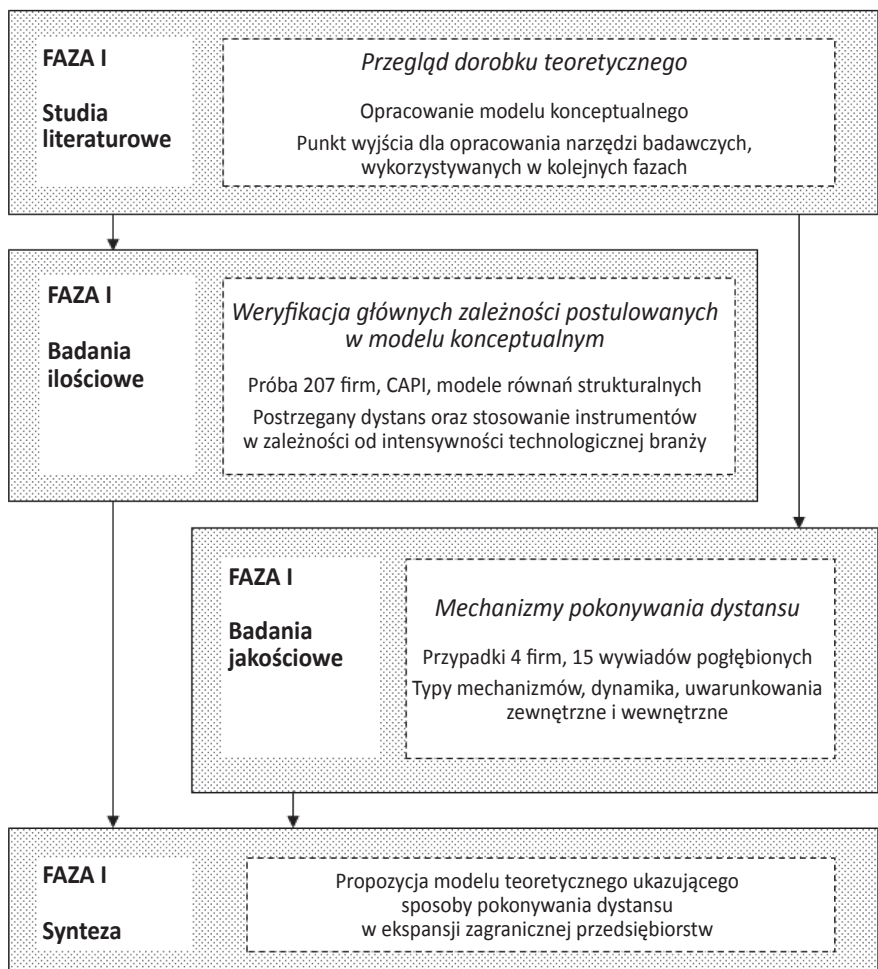 FAZA I
Studia
literaturowe
Przegląd dorobku teoretycznego
Opracowanie modelu konceptualnego
Punkt wyjścia dla opracowania narzędzi badawczych,
wykorzystywanych w kolejnych fazach
FAZA I
Badania
ilościowe
Weryfikacja głównych zależności postulowanych
w modelu konceptualnym
Próba 207 firm, CAPI, modele równań strukturalnych
Postrzegany dystans oraz stosowanie instrumentów
w zależności od intensywności technologicznej branży
FAZA I
Badania
jakościowe
Mechanizmy pokonywania dystansu
Przypadki 4 firm, 15 wywiadów pogłębionych
Typy mechanizmów, dynamika, uwarunkowania
zewnętrzne i wewnętrzne
FAZA I
Synteza
Propozycja modelu teoretycznego ukazującego
sposoby pokonywania dystansu
w ekspansji zagranicznej przedsiębiorstw